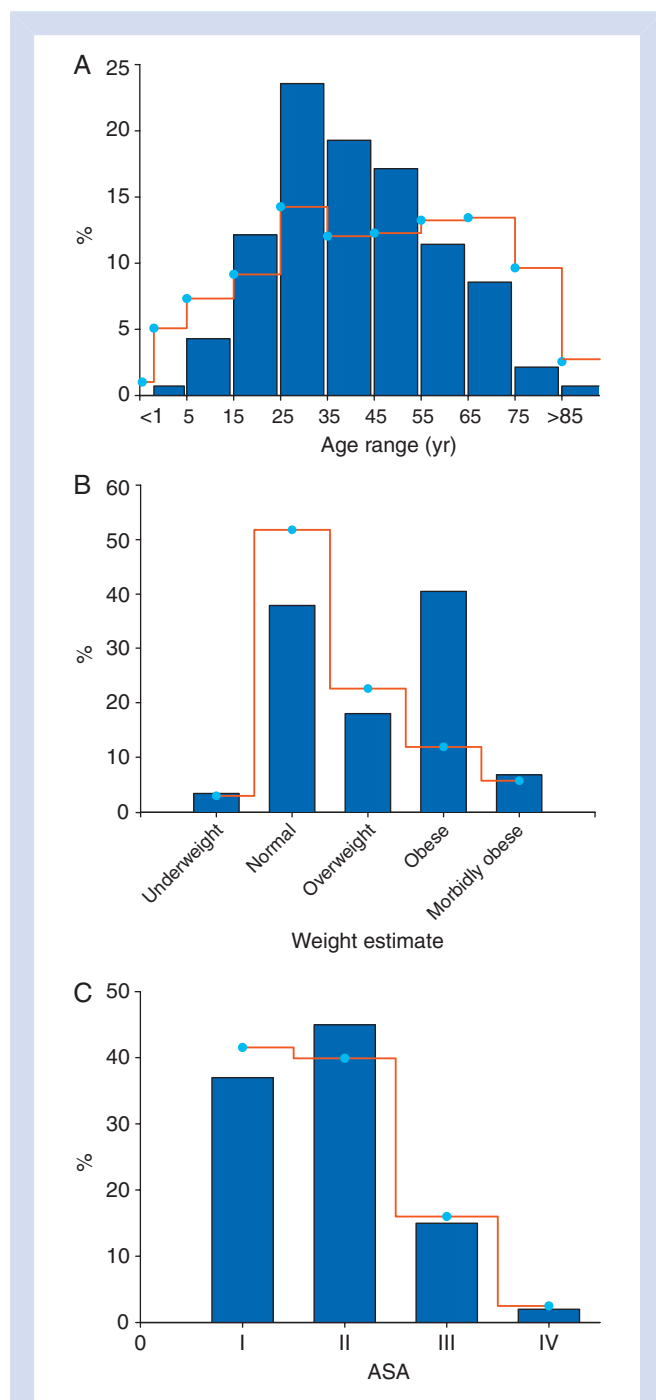 A
25
20
15
%
10
5
0
<1 5 15 25 35 45 55 65 75 >85
Age range (yr)
B
60
50
40
%
30
20
10
0
Underweight Normal Overweight Obese Morbidly obese
Weight estimate
C
50
40
30
%
20
10
0
0 I II III IV
ASA